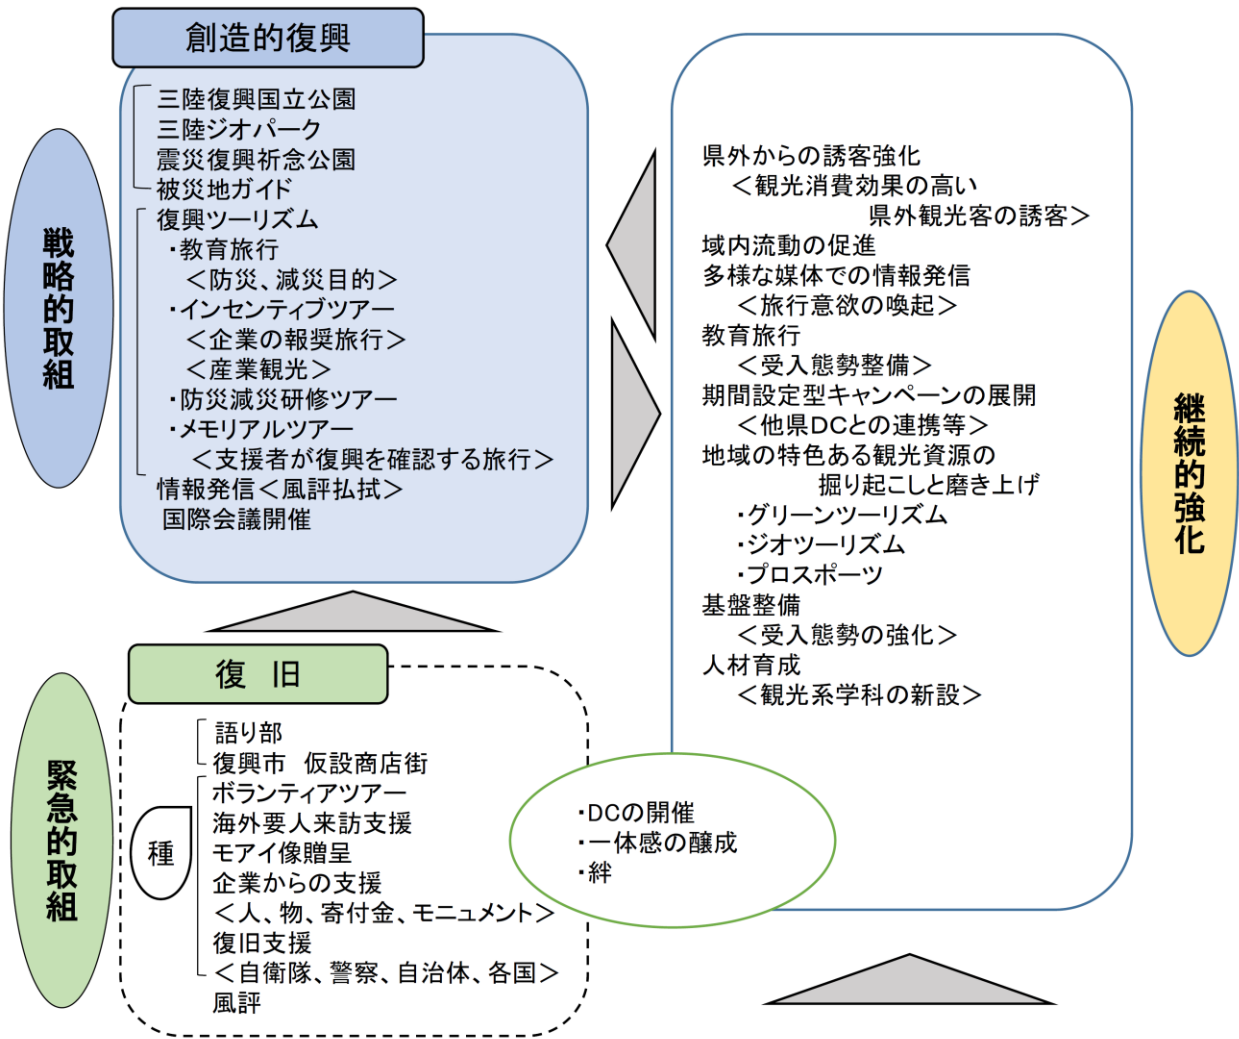 創造的復興
三陸復興国立公園
三陸ジオパーク
震災復興祈念公園
被災地ガイド
復興ツーリズム
・教育旅行
＜防災、減災目的＞
・インセンティブツアー
＜企業の報奨旅行＞
＜産業観光＞
・防災減災研修ツアー
・メモリアルツアー
＜支援者が復興を確認する旅行＞
情報発信＜風評払拭＞
国際会議開催
戦略的取組
県外からの誘客強化
＜観光消費効果の高い
県外観光客の誘客＞
域内流動の促進
多様な媒体での情報発信
＜旅行意欲の喚起＞
教育旅行
＜受入態勢整備＞
期間設定型キャンペーンの展開
＜他県DCとの連携等＞
地域の特色ある観光資源の
掘り起こしと磨き上げ
・グリーンツーリズム
・ジオツーリズム
・プロスポーツ
基盤整備
＜受入態勢の強化＞
人材育成
＜観光系学科の新設＞
継続的強化
復　旧
語り部
復興市　仮設商店街
ボランティアツアー
海外要人来訪支援
モアイ像贈呈
企業からの支援
＜人、物、寄付金、モニュメント＞
復旧支援
＜自衛隊、警察、自治体、各国＞
風評
種
緊急的取組
・DCの開催
・一体感の醸成
・絆